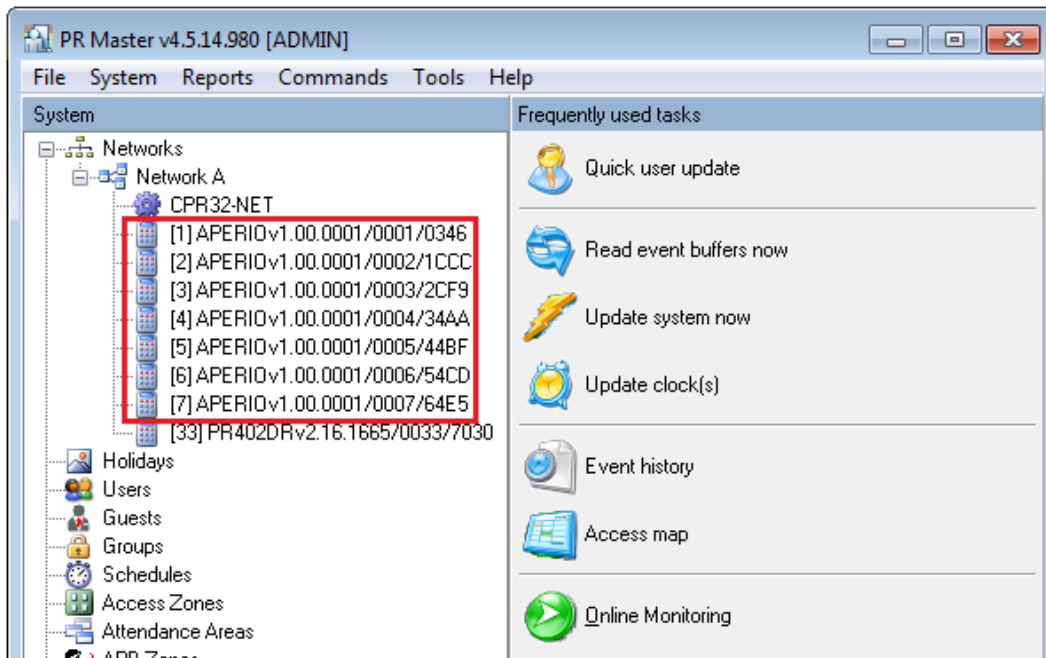 PR Master v4.5.14.980 [ADMIN]
File System Reports Commands Tools Help
System
Networks
Network A
CPR32-NET
[1] APERIOv1.00.0001/0001/0346
[2] APERIOv1.00.0001/0002/1CCC
[3] APERIOv1.00.0001/0003/2CF9
[4] APERIOv1.00.0001/0004/34AA
[5] APERIOv1.00.0001/0005/44BF
[6] APERIOv1.00.0001/0006/54CD
[7] APERIOv1.00.0001/0007/64E5
[33] PR402DRv2.16.1665/0033/7030
Holidays
Users
Guests
Groups
Schedules
Access Zones
Attendance Areas
APB Zones
Frequently used tasks
Quick user update
Read event buffers now
Update system now
Update clock(s)
Event history
Access map
Online Monitoring